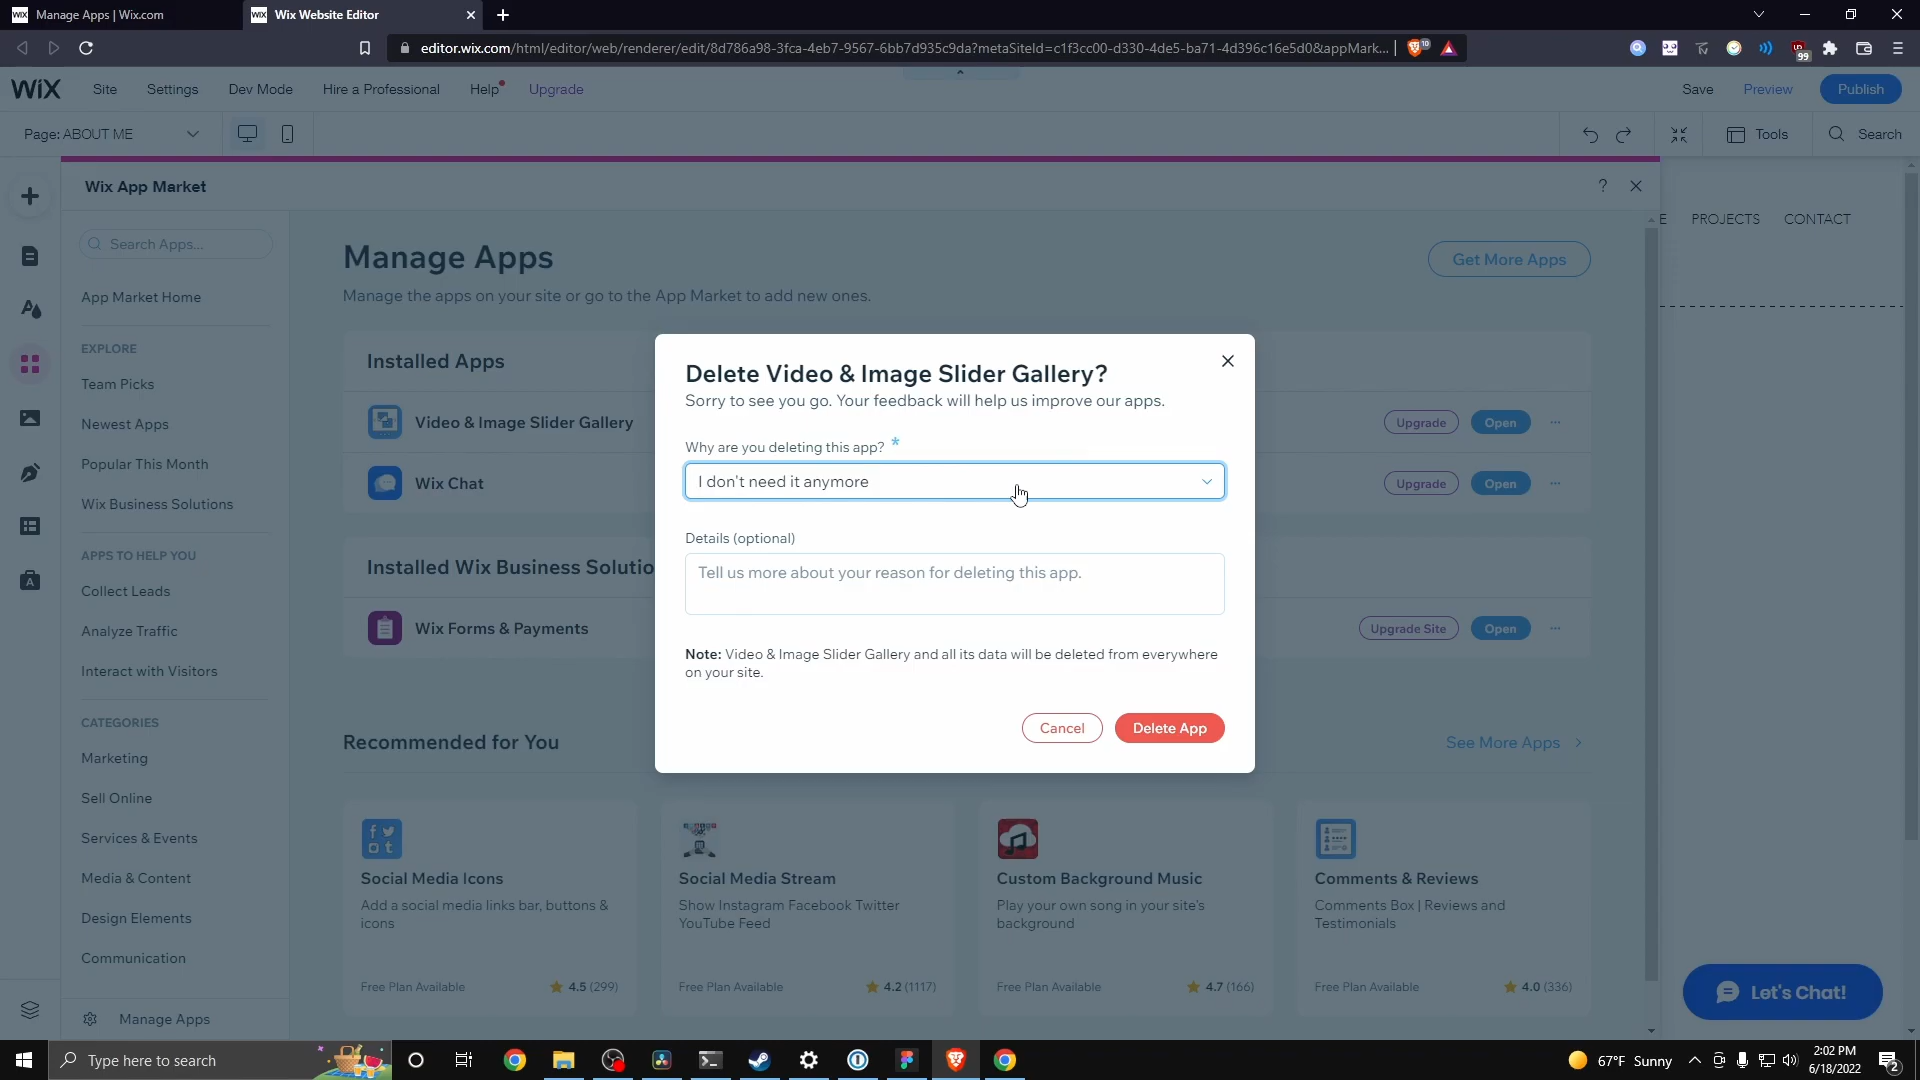 Manage Apps | Wix.com
Wix Website Editor
editor.wix.com/html/editor/web/renderer/edit/8d786a98-3fca-4eb7-9567-6bb7d935c9da?metaSiteId=c1f3cc00-d330-4de5-ba71-4d396c16e5d0&appMark...
10
99
WiX
Site
Settings
Dev Mode
Hire a Professional
Help
Upgrade
Save
Preview
Publish
Page: ABOUT ME
Tools
Search
Wix App Market
?
E PROJECTS CONTACT
Search Apps...
App Market Home
EXPLORE
Team Picks
Newest Apps
Popular This Month
Wix Business Solutions
APPS TO HELP YOU
Collect Leads
Analyze Traffic
Interact with Visitors
CATEGORIES
Marketing
Sell Online
Services & Events
Media & Content
Design Elements
Communication
Manage Apps
Manage Apps
Get More Apps
Manage the apps on your site or go to the App Market to add new ones.
Installed Apps
Video & Image Slider Gallery
Upgrade
Open
Wix Chat
Upgrade
Open
Installed Wix Business Solutio
Wix Forms & Payments
Upgrade Site
Open
Delete Video & Image Slider Gallery?
Sorry to see you go. Your feedback will help us improve our apps.
Why are you deleting this app? *
I don't need it anymore
Details (optional)
Tell us more about your reason for deleting this app.
Note: Video & Image Slider Gallery and all its data will be deleted from everywhere
on your site.
Cancel
Delete App
Recommended for You
See More Apps
Social Media Icons
Add a social media links bar, buttons &
icons
Free Plan Available
4.5 (299)
Social Media Stream
Show Instagram Facebook Twitter
YouTube Feed
Free Plan Available
4.2 (1117)
Custom Background Music
Play your own song in your site's
background
Free Plan Available
4.7 (166)
Comments & Reviews
Comments Box | Reviews and
Testimonials
Free Plan Available
4.0 (336)
Let's Chat!
Type here to search
67°F Sunny
2:02 PM
6/18/2022
2